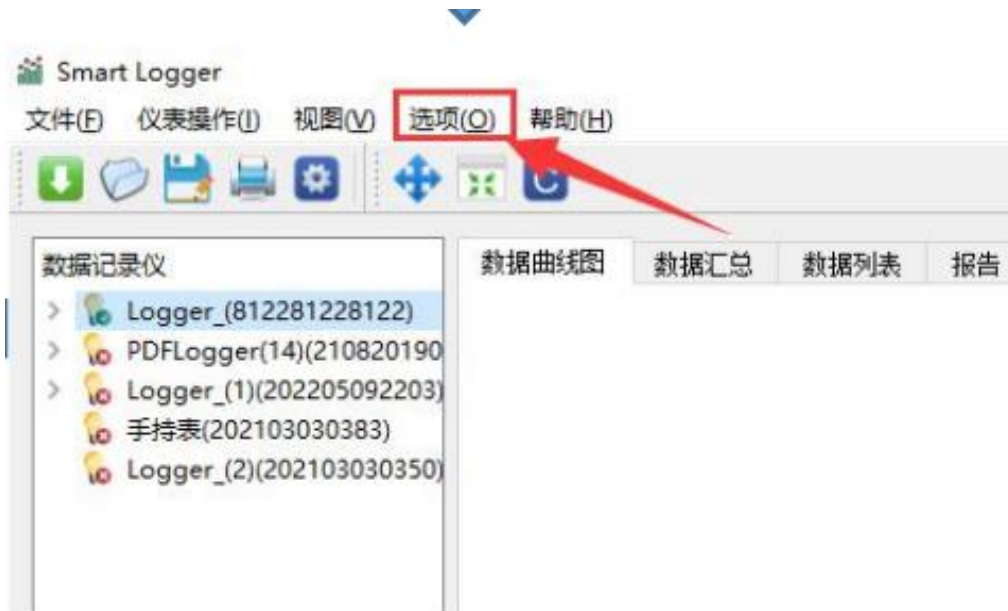 Smart Logger
文件(F) 仪表操作(I) 视图(V) 选项(O) 帮助(H)
数据记录仪
数据曲线图 数据汇总 数据列表 报告
Logger_(812281228122)
PDFLogger(14)(210820190
Logger_(1)(202205092203)
手持表(202103030383)
Logger_(2)(202103030350)